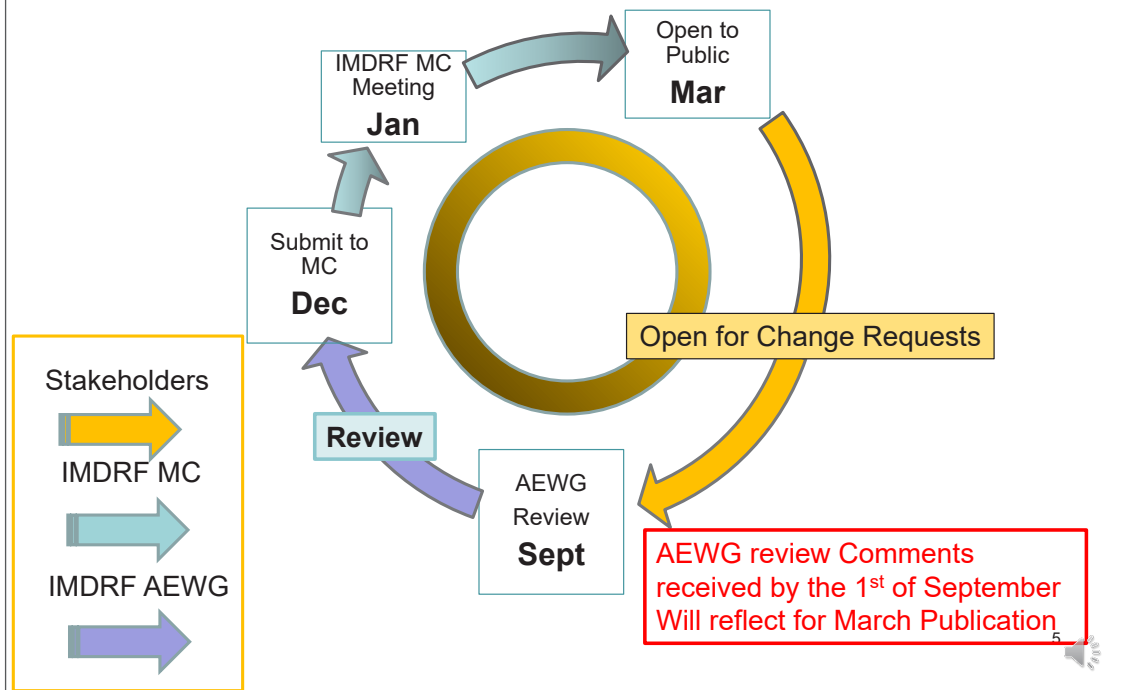 IMDRF MC
Meeting
Jan
Open to
Public
Mar
Submit to
MC
Dec
Open for Change Requests
Stakeholders
IMDRF MC
IMDRF AEWG
Review
AEWG
Review
Sept
AEWG review Comments
received by the 1st of September
Will reflect for March Publication
5